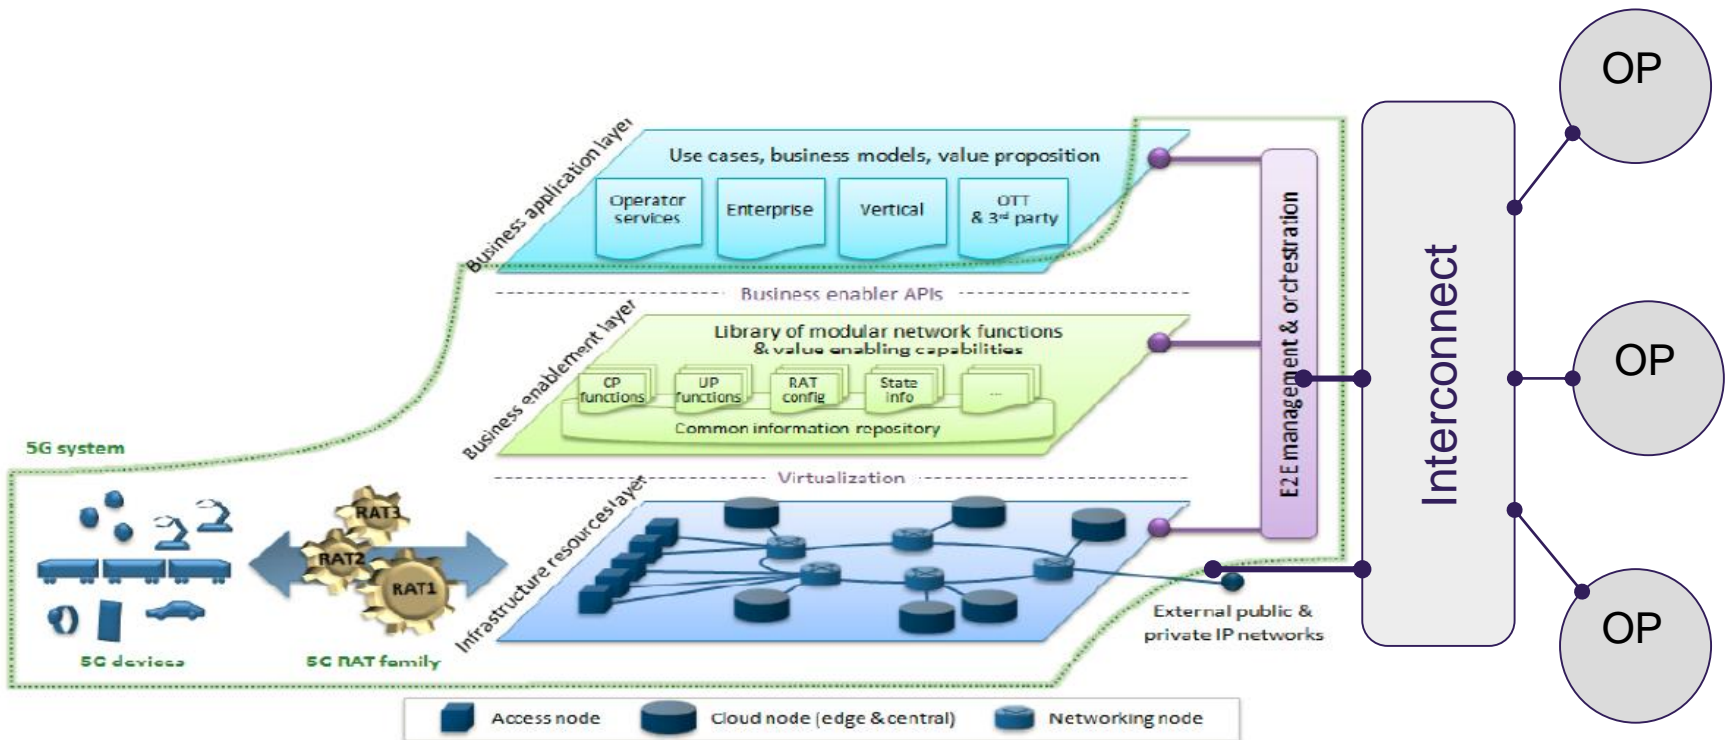 OP
Business application layer
Use cases, business models, value proposition
Operator
services
Enterprise
Vertical
OTT
& 3rd party
Business enabler APIs
Business enablement layer
Library of modular network functions
& value enabling capabilities
CP
functions
UP
functions
RAT
config
State
info
...
Common information repository
E2E management & orchestration
Interconnect
OP
5G system
Virtualization
Infrastructure resources layer
RAT3
RAT2
RAT1
5G devices
5G RAT family
External public &
private IP networks
OP
Access node
Cloud node (edge & central)
Networking node